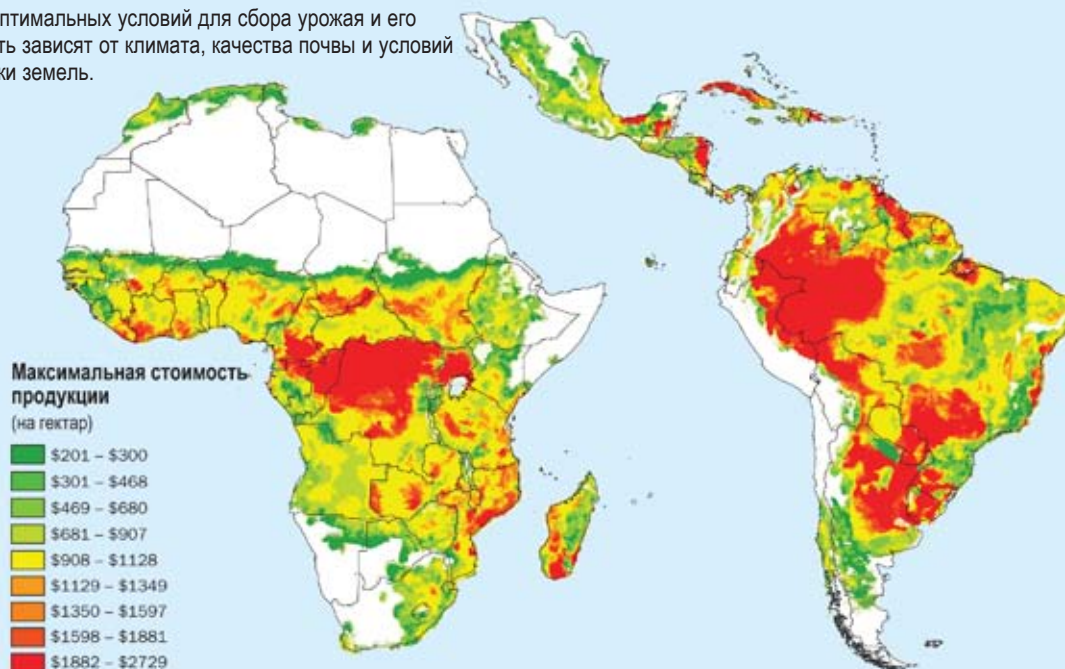 птимальных условий для сбора урожая и его
ть зависят от климата, качества почвы и условий
ки земель.
Максимальная стоимость
продукции
(на гектар)
$201 – $300
$301 – $468
$469 – $680
$681 – $907
$908 – $1128
$1129 – $1349
$1350 – $1597
$1598 – $1881
$1882 – $2729